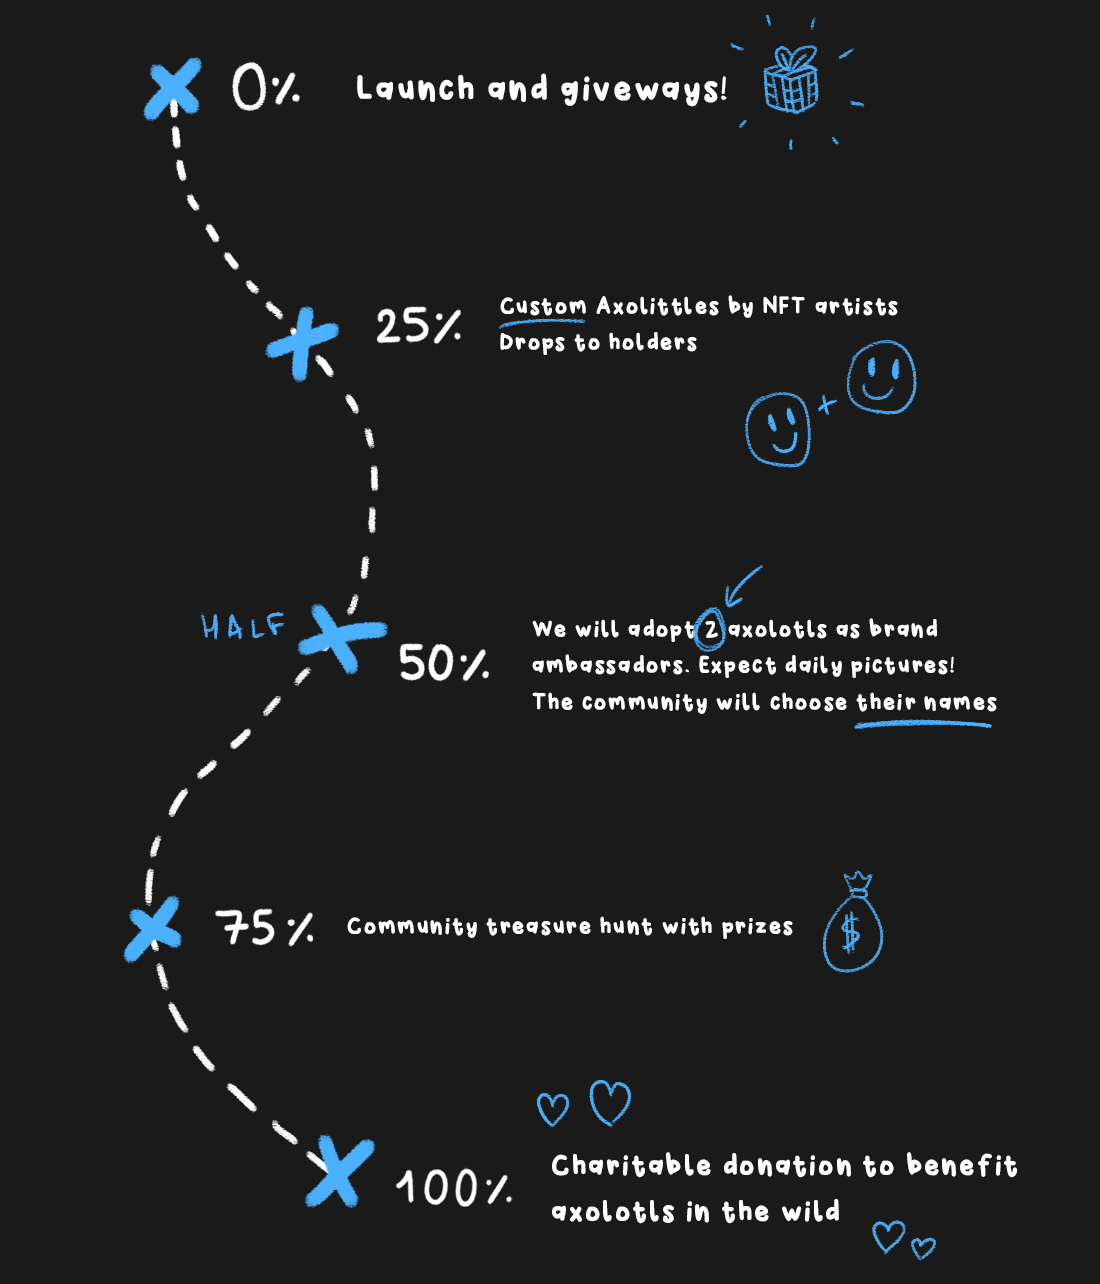 0% Launch and giveways!
25% Custom Axolittles by NFT artists
Drops to holders
HALF
50% We will adopt 2 axolotls as brand
ambassadors. Expect daily pictures!
The community will choose their names
75% Community treasure hunt with prizes
$
100% Charitable donation to benefit
axolotls in the wild